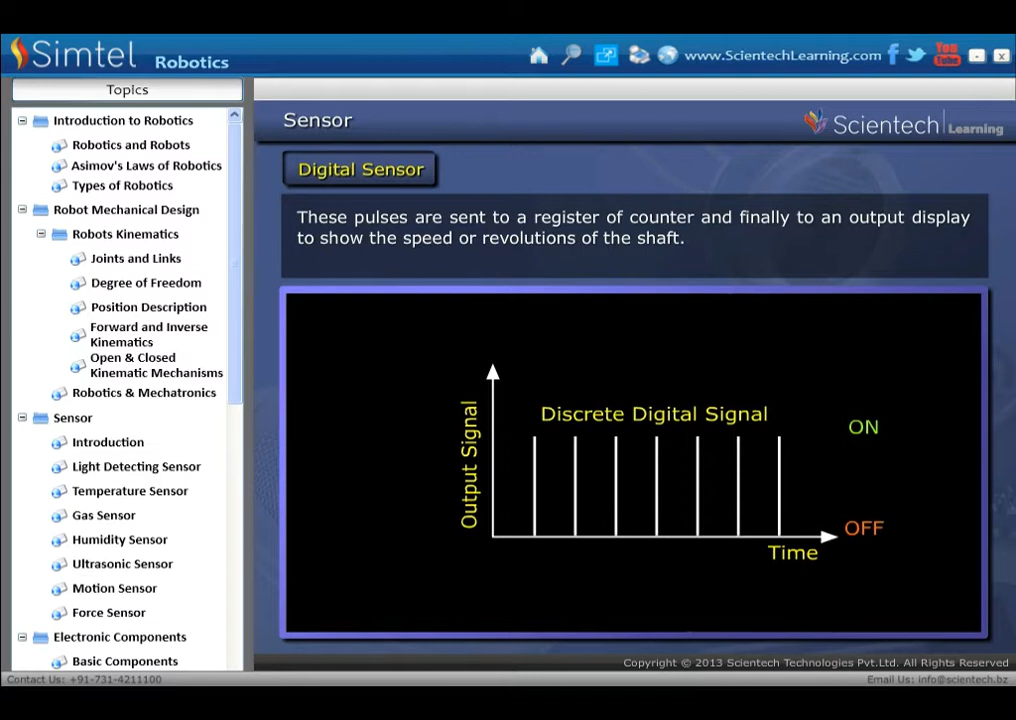 Simtel Robotics
www.ScientechLearning.com
You Tube
Topics
Introduction to Robotics
Robotics and Robots
Asimov's Laws of Robotics
Types of Robotics
Robot Mechanical Design
Robots Kinematics
Joints and Links
Degree of Freedom
Position Description
Forward and Inverse
Kinematics
Open & Closed
Kinematic Mechanisms
Robotics & Mechatronics
Sensor
Introduction
Light Detecting Sensor
Temperature Sensor
Gas Sensor
Humidity Sensor
Ultrasonic Sensor
Motion Sensor
Force Sensor
Electronic Components
Basic Components
Sensor
Scientech Learning
Digital Sensor
These pulses are sent to a register of counter and finally to an output display
to show the speed or revolutions of the shaft.
Output Signal
Discrete Digital Signal
ON
OFF
Time
Copyright © 2013 Scientech Technologies Pvt.Ltd. All Rights Reserved
Contact Us: +91-731-4211100
Email Us: info@scientech.bz